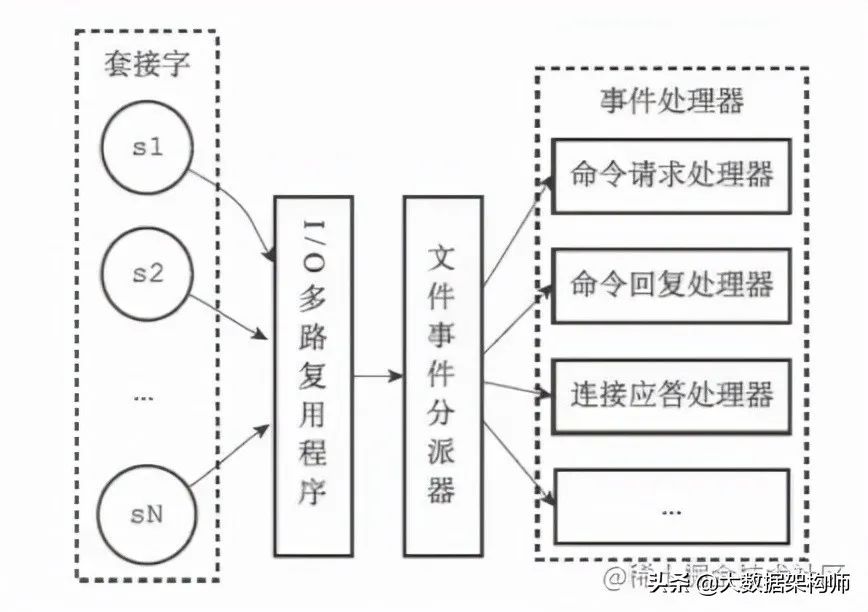 套接字
s1
s2
...
sN
I/O多路复用程序
文件事件分派器
事件处理器
命令请求处理器
命令回复处理器
连接应答处理器
...
@稀土掘金技术社区
头条 @大数据架构师